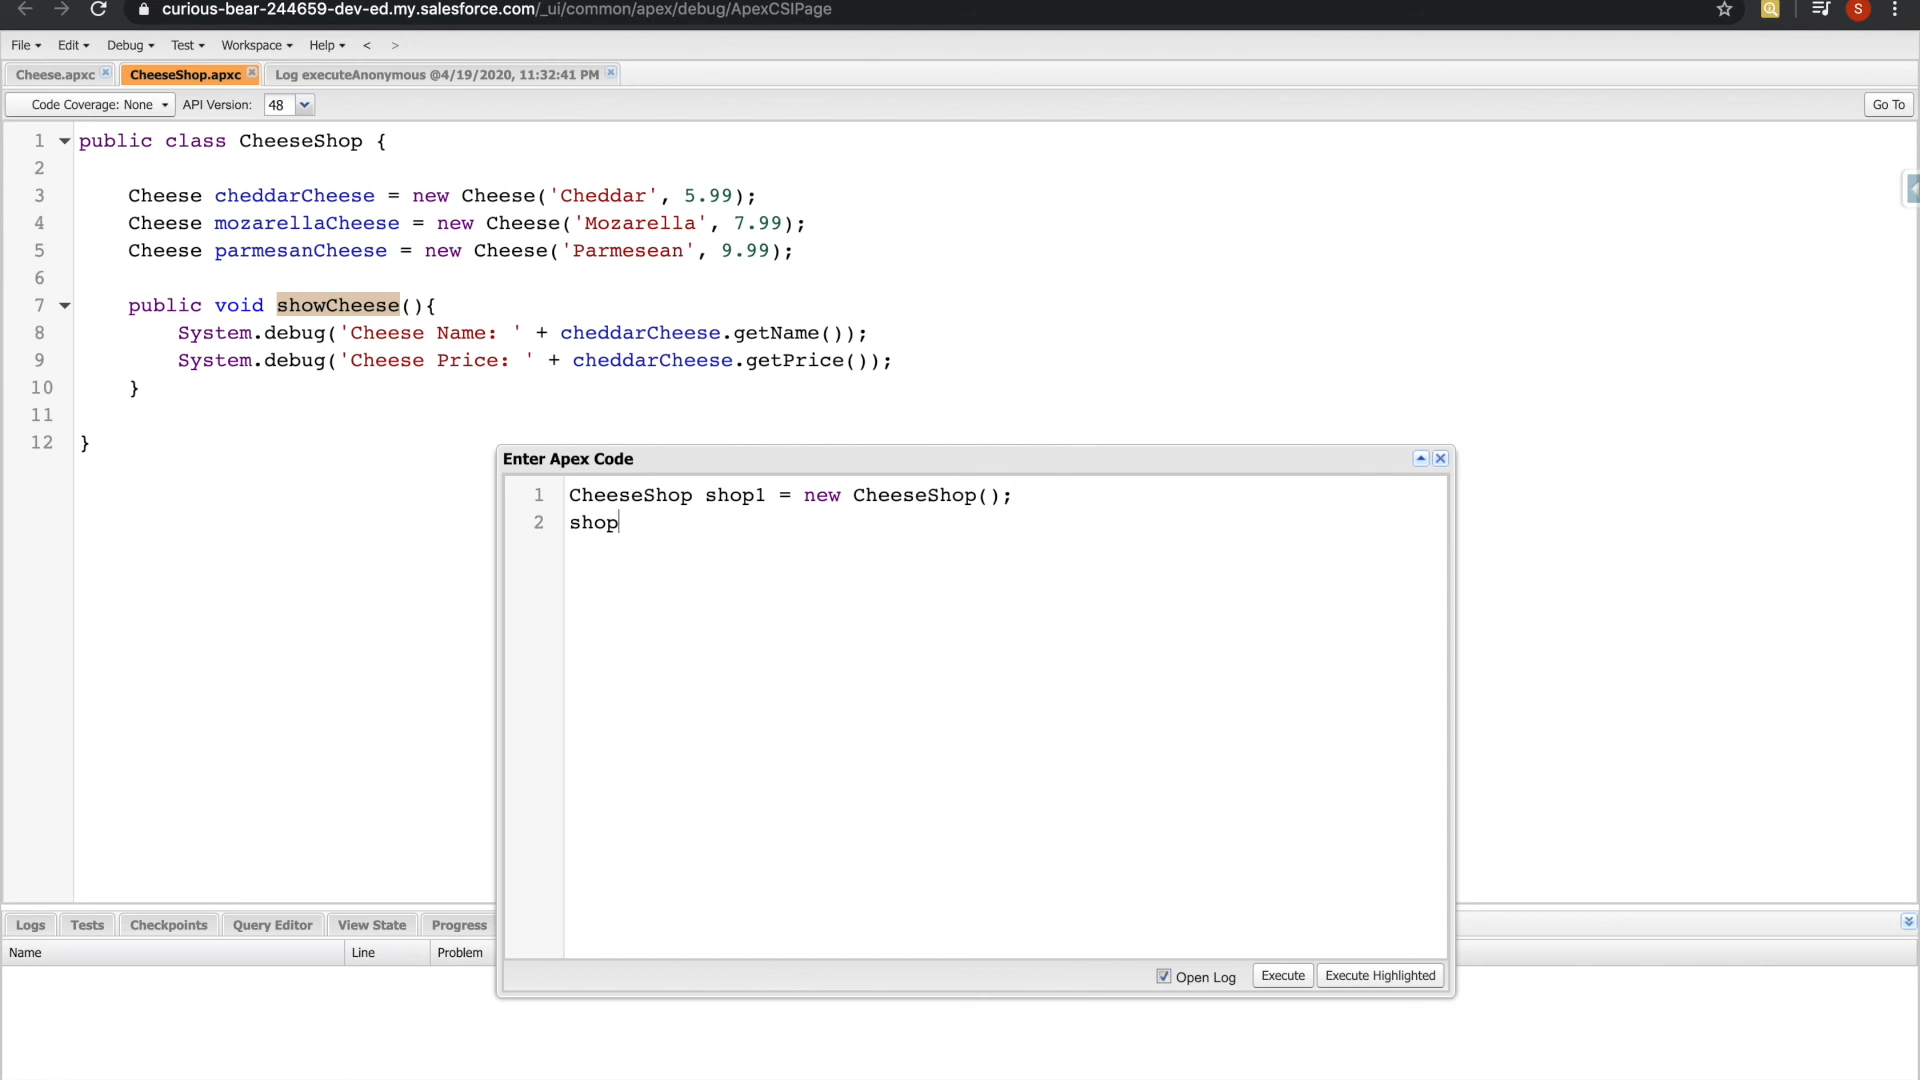 curious-bear-244659-dev-ed.my.salesforce.com/_ui/common/apex/debug/ApexCSIPage
S
File Edit Debug Test Workspace Help < >
Cheese.apxc CheeseShop.apxc Log executeAnonymous @4/19/2020, 11:32:41 PM
Code Coverage: None API Version: 48 Go To
1 public class CheeseShop {
2
3 Cheese cheddarCheese = new Cheese('Cheddar', 5.99);
4 Cheese mozarellaCheese = new Cheese('Mozarella', 7.99);
5 Cheese parmesanCheese = new Cheese('Parmesean', 9.99);
6
7 public void showCheese(){
8 System.debug('Cheese Name: ' + cheddarCheese.getName());
9 System.debug('Cheese Price: ' + cheddarCheese.getPrice());
10 }
11
12 }
Enter Apex Code
1 CheeseShop shop1 = new CheeseShop();
2 shop
Open Log Execute Execute Highlighted
Logs Tests Checkpoints Query Editor View State Progress
Name Line Problem